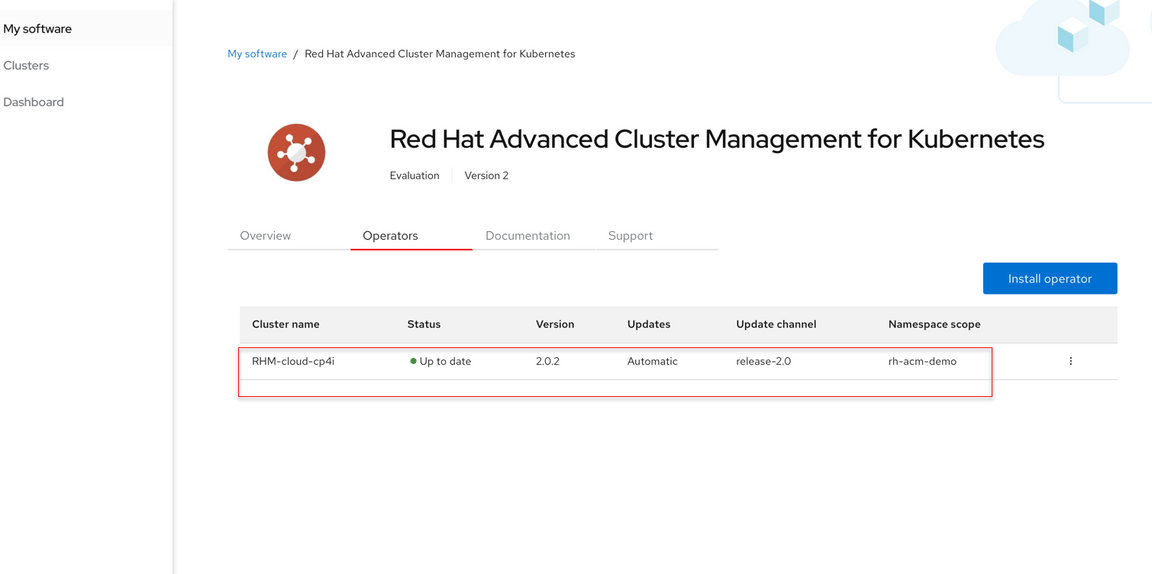 My software
Clusters
Dashboard
My software / Red Hat Advanced Cluster Management for Kubernetes
Red Hat Advanced Cluster Management for Kubernetes
Evaluation Version 2
Overview Operators Documentation Support
Install operator
Cluster name Status Version Updates Update channel Namespace scope
RHM-cloud-cp4i Up to date 2.0.2 Automatic release-2.0 rh-acm-demo